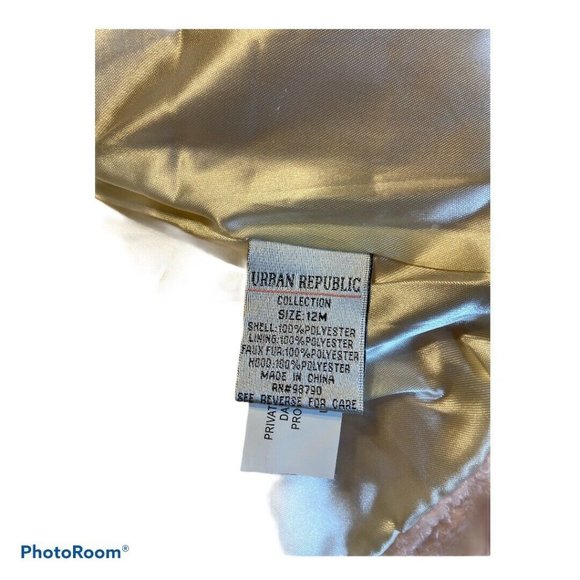 URBAN REPUBLIC
COLLECTION
SIZE:12M
SHELL:100%POLYESTER
LINING:100%POLYESTER
FAUX FUR:100%POLYESTER
HOOD:100%POLYESTER
MADE IN CHINA
RN#98790
SEE REVERSE FOR CARE
PRIVAT
DA
PRO
PhotoRoom®